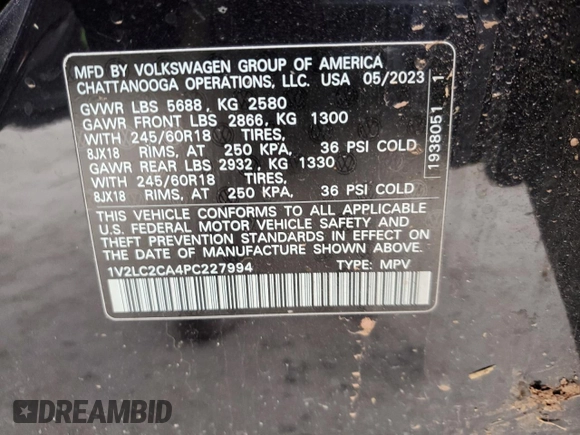 MFD BY VOLKSWAGEN GROUP OF AMERICA
CHATTANOOGA OPERATIONS, LLC. USA 05/2023
GVWR LBS 5688, KG 2580
GAWR FRONT LBS 2866, KG 1300
WITH 245/60R18 TIRES,
8JX18 RIMS, AT 250 KPA, 36 PSI COLD
GAWR REAR LBS 2932, KG 1330
WITH 245/60R18 TIRES,
8JX18 RIMS, AT 250 KPA, 36 PSI COLD
THIS VEHICLE CONFORMS TO ALL APPLICABLE
U.S. FEDERAL MOTOR VEHICLE SAFETY AND
THEFT PREVENTION STANDARDS IN EFFECT ON
THE DATE OF MANUFACTURE SHOWN ABOVE.
1V2LC2CA4PC227994 TYPE: MPV
1938051 1
DREAMBID